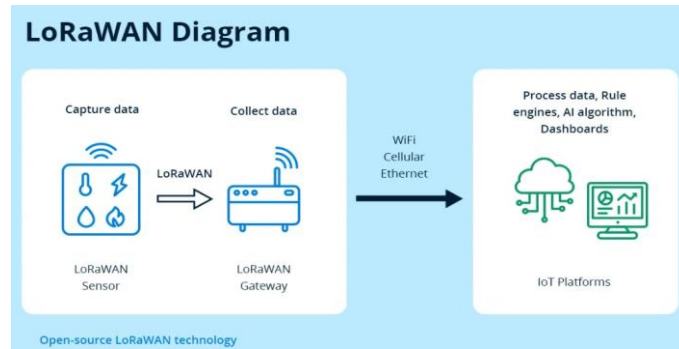 LoRaWAN Diagram
Capture data
Collect data
LoRaWAN
LoRaWAN
Sensor
LoRaWAN
Gateway
WiFi
Cellular
Ethernet
Process data, Rule
engines, AI algorithm,
Dashboards
IoT Platforms
Open-source LoRaWAN technology